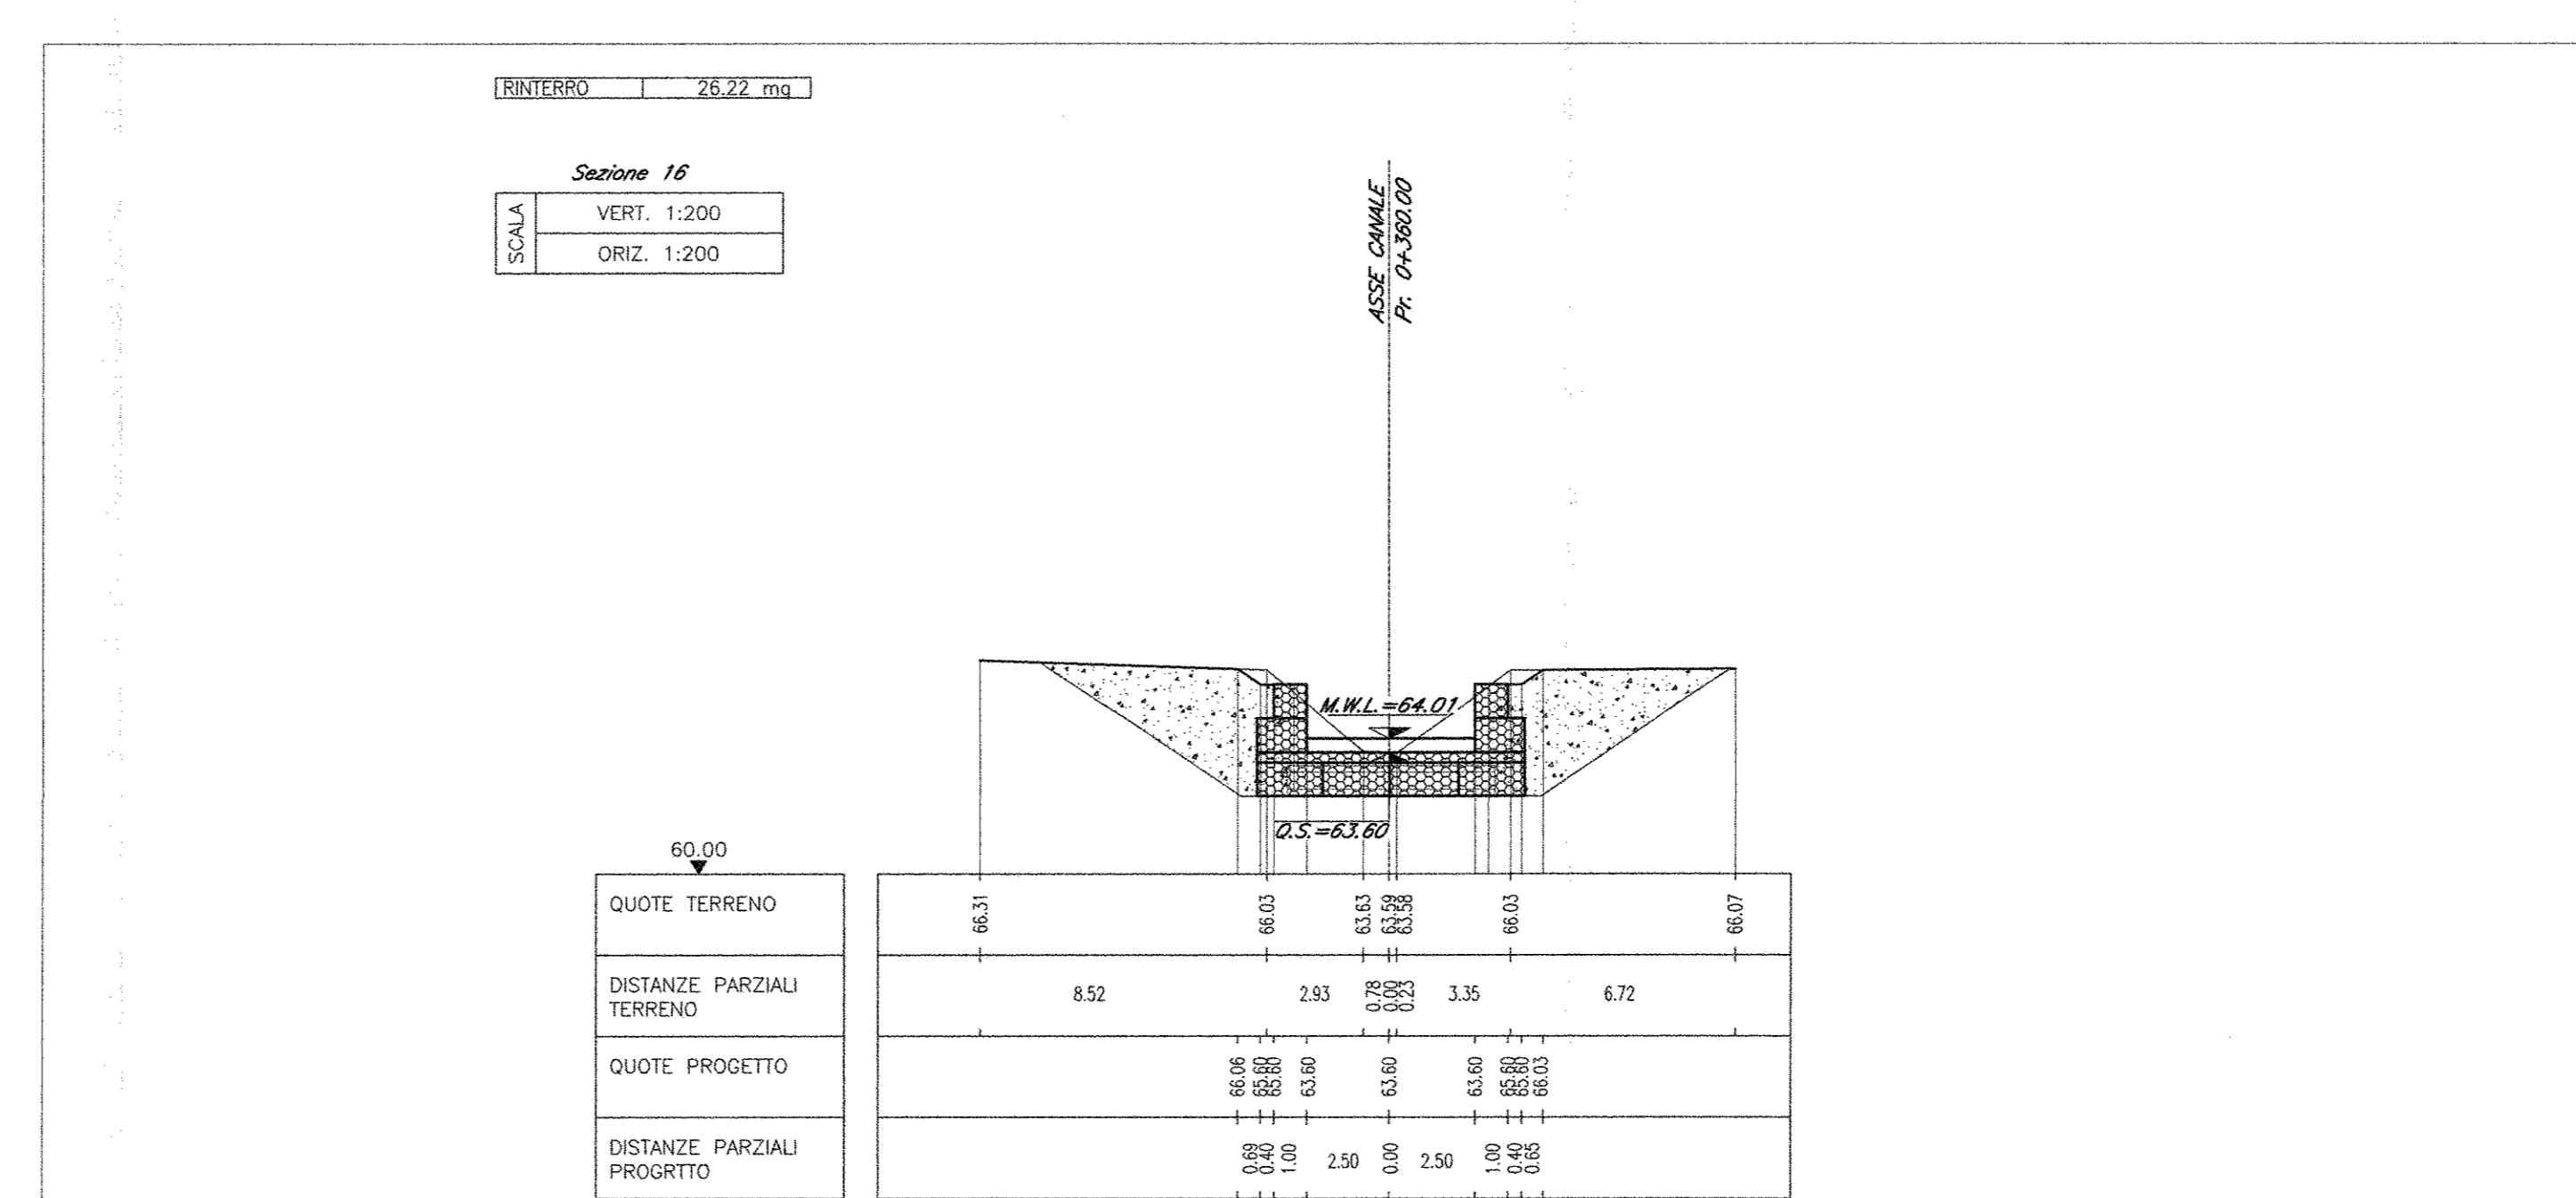 RINTERRO 26.22 mq
Sezione 16
SCALA
VERT. 1:200
ORIZ. 1:200
ASSE CANALE
Pr. 0+360.00
M.W.L.=64.01
Q.S.=63.60
60.00
QUOTE TERRENO
66.31 66.03 63.63 63.59 63.58 66.03 66.07
DISTANZE PARZIALI
TERRENO
8.52 2.93 0.78 0.00 0.23 3.35 6.72
QUOTE PROGETTO
66.06 65.60 65.60 63.60 63.60 63.60 65.60 65.60 66.03
DISTANZE PARZIALI
PROGRTTO
0.69 0.40 1.00 2.50 0.00 2.50 1.00 0.40 0.65